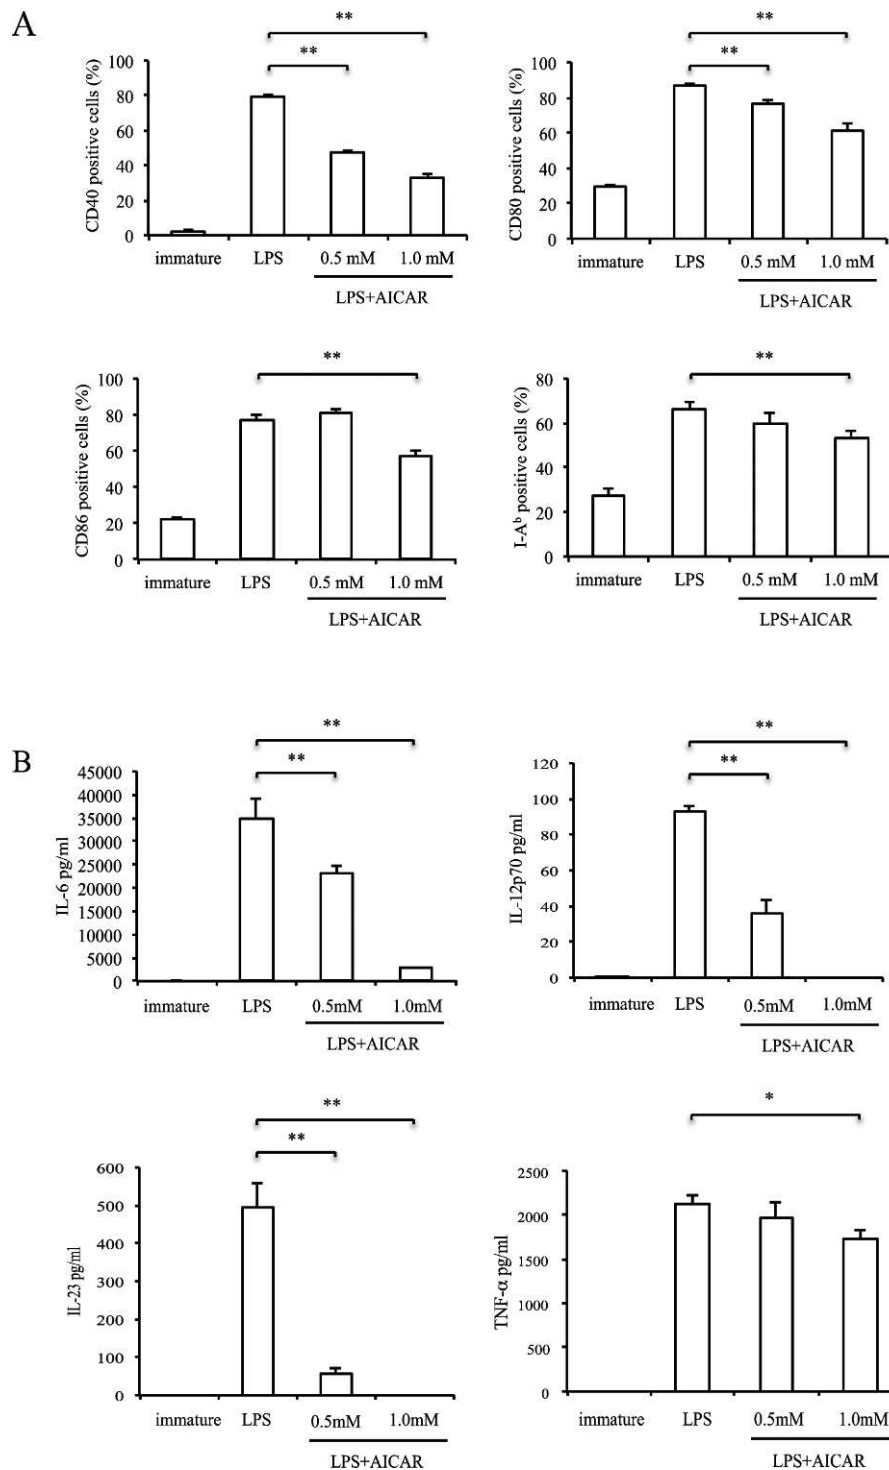 A
**
**
CD40 positive cells (%)
100
80
60
40
20
0
immature LPS 0.5 mM 1.0 mM
LPS+AICAR
**
**
CD80 positive cells (%)
100
80
60
40
20
0
immature LPS 0.5 mM 1.0 mM
LPS+AICAR
**
CD86 positive cells (%)
100
80
60
40
20
0
immature LPS 0.5 mM 1.0 mM
LPS+AICAR
**
I-Aᵇ positive cells (%)
80
60
40
20
0
immature LPS 0.5 mM 1.0 mM
LPS+AICAR
B
**
**
IL-6 pg/ml
45000
40000
35000
30000
25000
20000
15000
10000
5000
0
immature LPS 0.5mM 1.0mM
LPS+AICAR
**
**
IL-12p70 pg/ml
120
100
80
60
40
20
0
immature LPS 0.5mM 1.0mM
LPS+AICAR
**
**
IL-23 pg/ml
600
500
400
300
200
100
0
immature LPS 0.5mM 1.0mM
LPS+AICAR
*
TNF-α pg/ml
2500
2000
1500
1000
500
0
immature LPS 0.5mM 1.0mM
LPS+AICAR